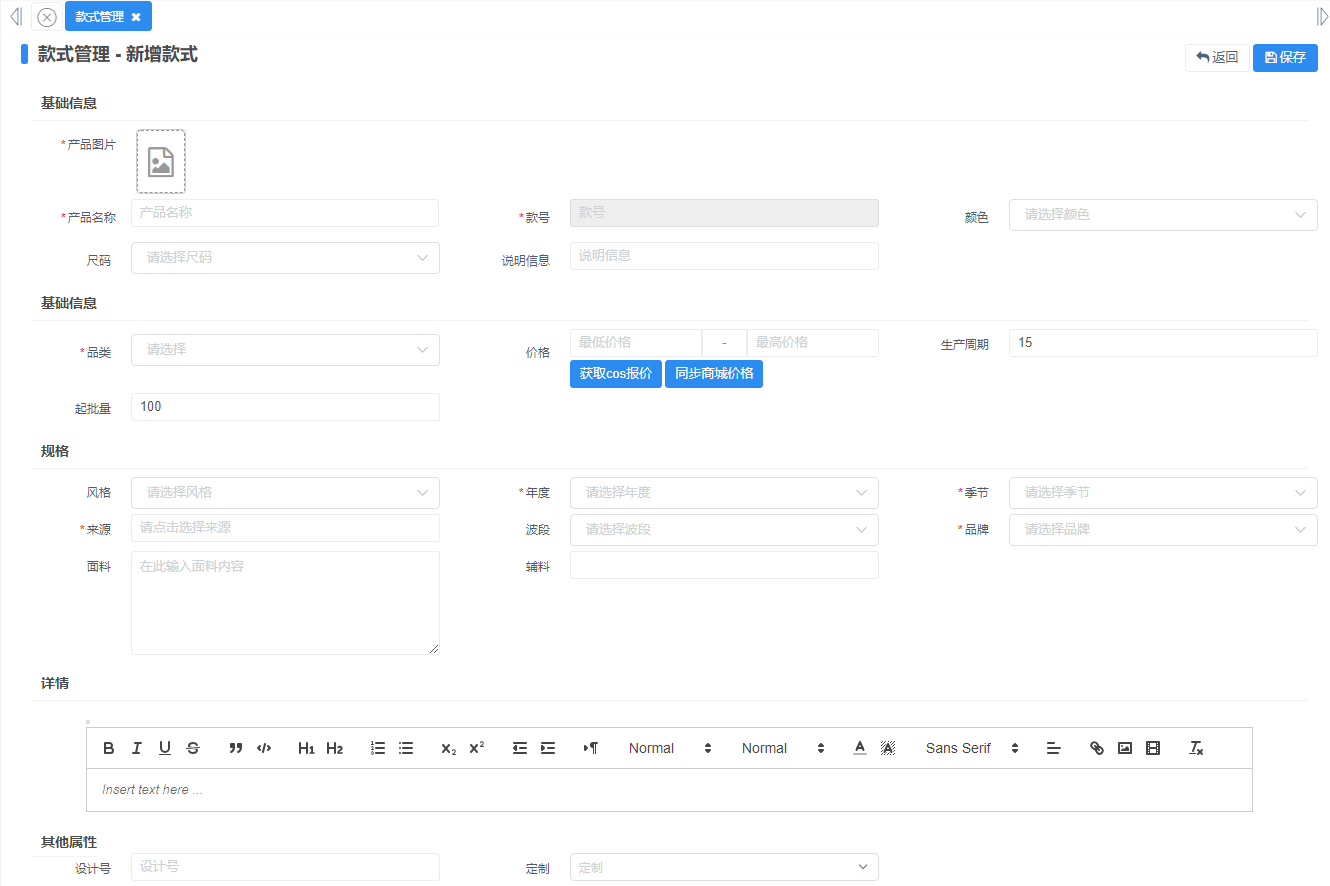 款式管理
款式管理 - 新增款式
返回 保存
基础信息
*产品图片
*产品名称 产品名称 *款号 款号 颜色 请选择颜色
尺码 请选择尺码 说明信息 说明信息
基础信息
*品类 请选择 价格 最低价格 - 最高价格 生产周期 15
获取cos报价 同步商城价格
起批量 100
规格
风格 请选择风格 *年度 请选择年度 *季节 请选择季节
*来源 请点击选择来源 波段 请选择波段 *品牌 请选择品牌
面料 在此输入面料内容 辅料
详情
B I U S H1 H2 X2 X2 Normal Normal A A Sans Serif Tx
Insert text here ...
其他属性
设计号 设计号 定制 定制